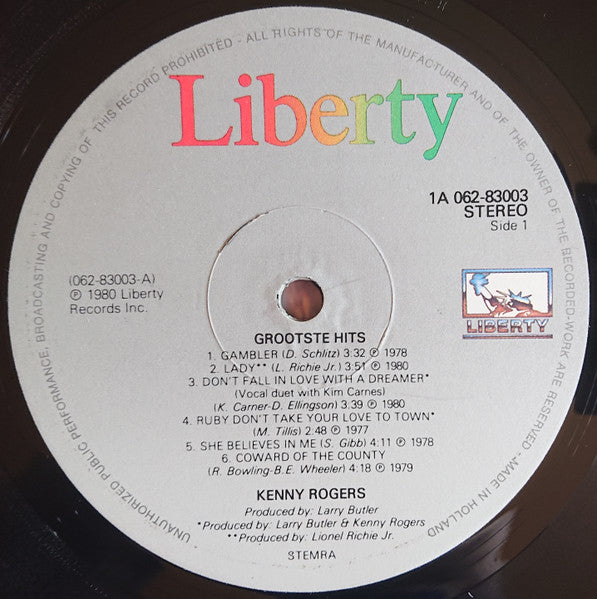 UNAUTHORIZED PUBLIC PERFORMANCE, BROADCASTING AND COPYING OF THIS RECORD PROHIBITED - ALL RIGHTS OF THE MANUFACTURER AND OF THE OWNER OF THE RECORDED WORK ARE RESERVED - MADE IN HOLLAND
Liberty
1A 062-83003
STEREO
Side 1
(062-83003-A)
℗ 1980 Liberty
Records Inc.
LIBERTY
GROOTSTE HITS
1. GAMBLER (D. Schlitz) 3:32 ℗ 1978
2. LADY** (L. Richie Jr.) 3:51 ℗ 1980
3. DON'T FALL IN LOVE WITH A DREAMER*
(Vocal duet with Kim Carnes)
(K. Carner-D. Ellingson) 3:39 ℗ 1980
4. RUBY DON'T TAKE YOUR LOVE TO TOWN*
(M. Tillis) 2.48 ℗ 1977
5. SHE BELIEVES IN ME (S. Gibb) 4:11 ℗ 1978
6. COWARD OF THE COUNTY
(R. Bowling-B.E. Wheeler) 4:18 ℗ 1979
KENNY ROGERS
Produced by: Larry Butler
*Produced by: Larry Butler & Kenny Rogers
**Produced by: Lionel Richie Jr.
STEMRA